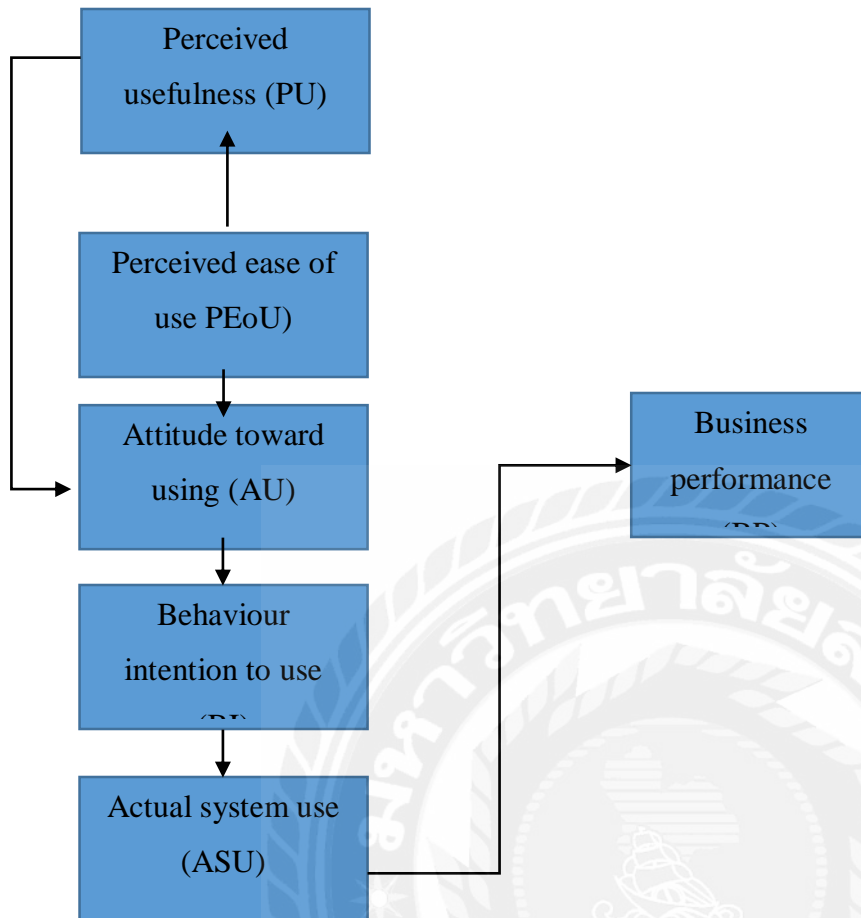 Perceived
usefulness (PU)
Perceived ease of
use PEoU)
Attitude toward
using (AU)
Business
performance
Behaviour
intention to use
Actual system use
(ASU)